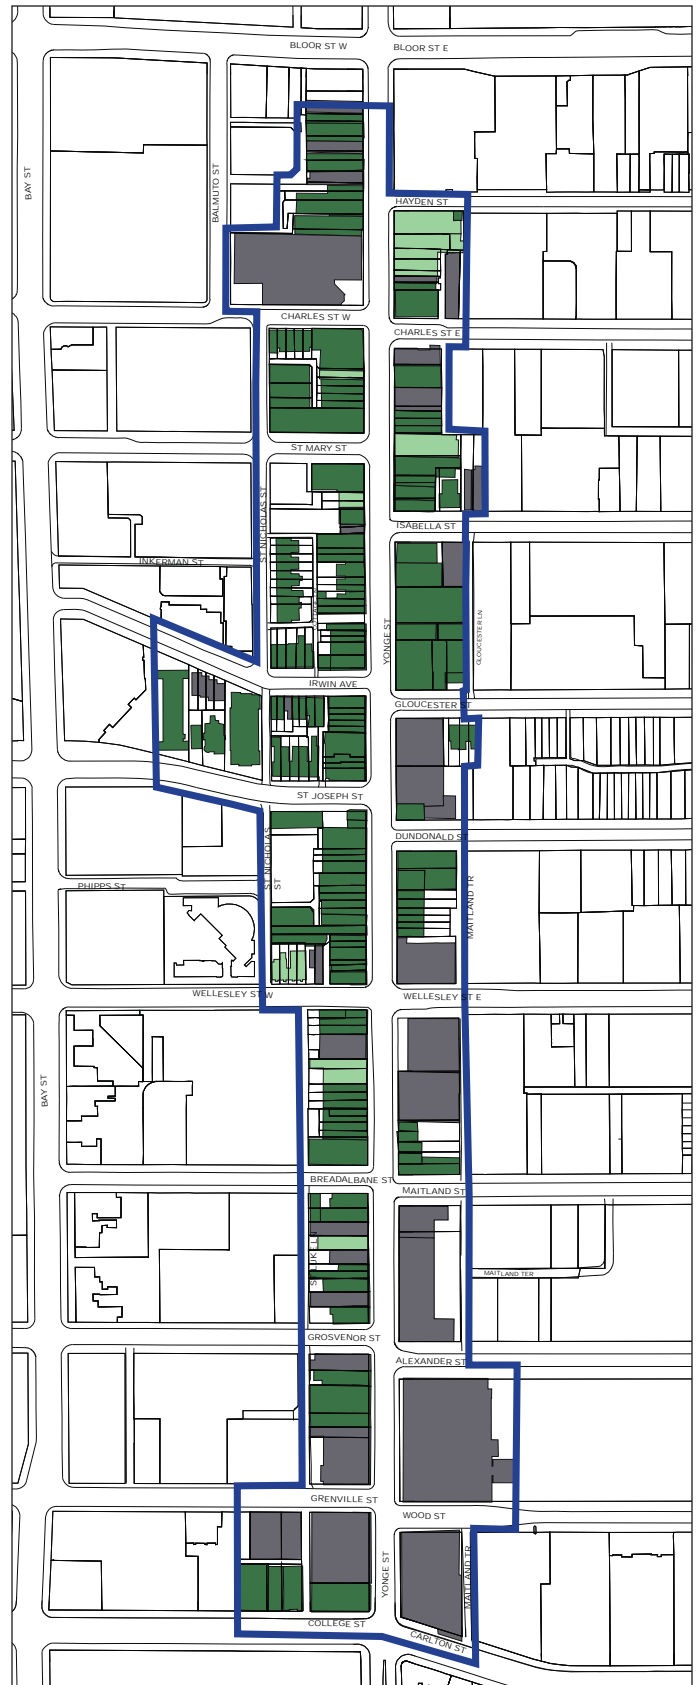 BLOOR ST W
BLOOR ST E
BAY ST
BALMUTO ST
HAYDEN ST
CHARLES ST W
CHARLES ST E
ST MARY ST
ST NICHOLAS ST
ISABELLA ST
INKERMAN ST
YONGE ST
GLOUCESTER LN
IRWIN AVE
GLOUCESTER ST
ST JOSEPH ST
ST NICHOLAS
ST
DUNDONALD ST
PHIPPS ST
MAITLAND TR
WELLESLEY ST W
WELLESLEY ST E
BAY ST
BREADALBANE ST
MAITLAND ST
ST LUKE LN
MAITLAND TER
GROSVENOR ST
ALEXANDER ST
GRENVILLE ST
WOOD ST
YONGE ST
MAITLAND TR
COLLEGE ST
CARLTON ST